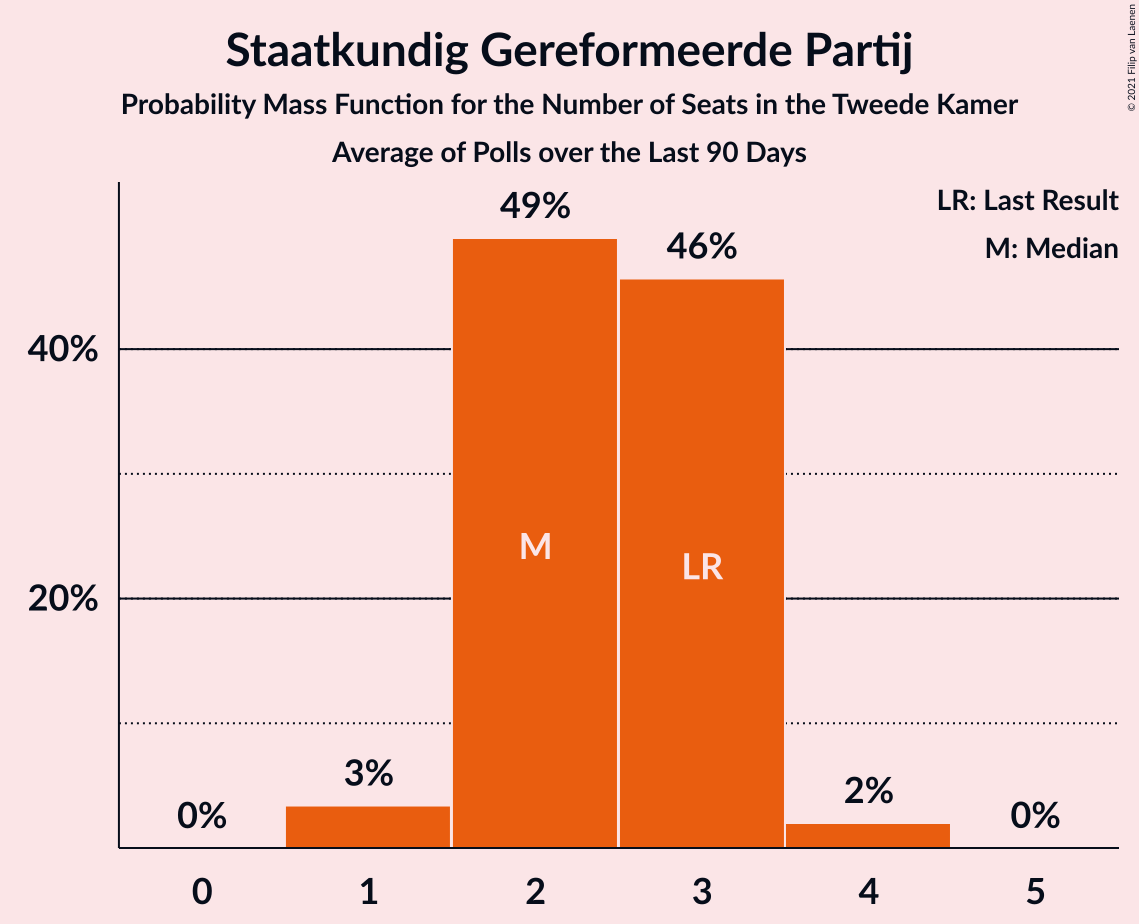 Staatkundig Gereformeerde Partij
Probability Mass Function for the Number of Seats in the Tweede Kamer
Average of Polls over the Last 90 Days
© 2021 Filip van Laenen
LR: Last Result
M: Median
49%
46%
40%
M
LR
20%
3%
2%
0%
0%
0 1 2 3 4 5